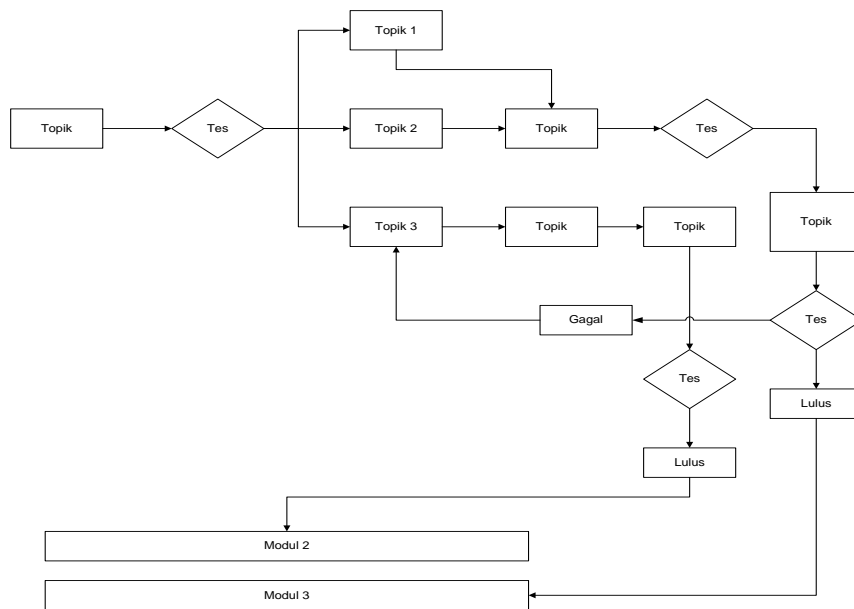 Topik 1
Topik
Tes
Topik 2
Topik
Tes
Topik 3
Topik
Topik
Topik
Gagal
Tes
Tes
Lulus
Lulus
Modul 2
Modul 3